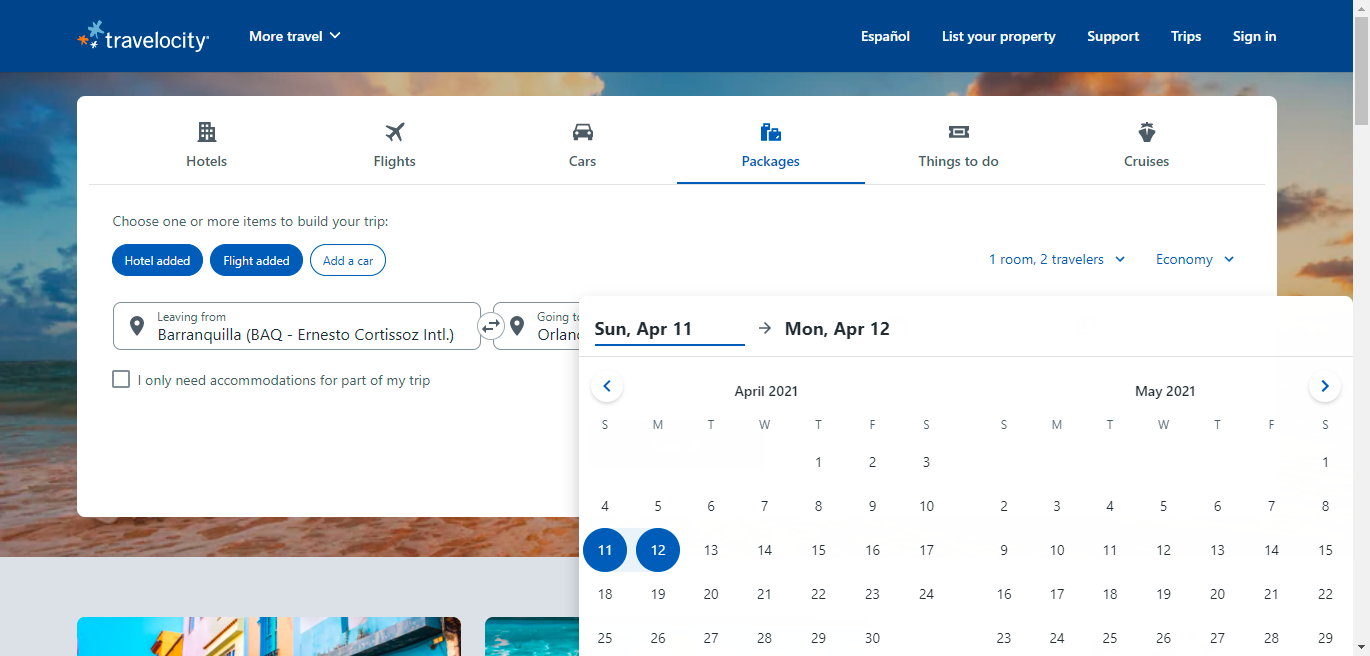 travelocity
More travel
Español
List your property
Support
Trips
Sign in
Hotels
Flights
Cars
Packages
Things to do
Cruises
Choose one or more items to build your trip:
Hotel added
Flight added
Add a car
1 room, 2 travelers
Economy
Leaving from
Barranquilla (BAQ - Ernesto Cortissoz Intl.)
Going to
I only need accommodations for part of my trip
Sun, Apr 11
Mon, Apr 12
April 2021
S M T W T F S
1 2 3
4 5 6 7 8 9 10
11 12 13 14 15 16 17
18 19 20 21 22 23 24
25 26 27 28 29 30
May 2021
S M T W T F S
1
2 3 4 5 6 7 8
9 10 11 12 13 14 15
16 17 18 19 20 21 22
23 24 25 26 27 28 29